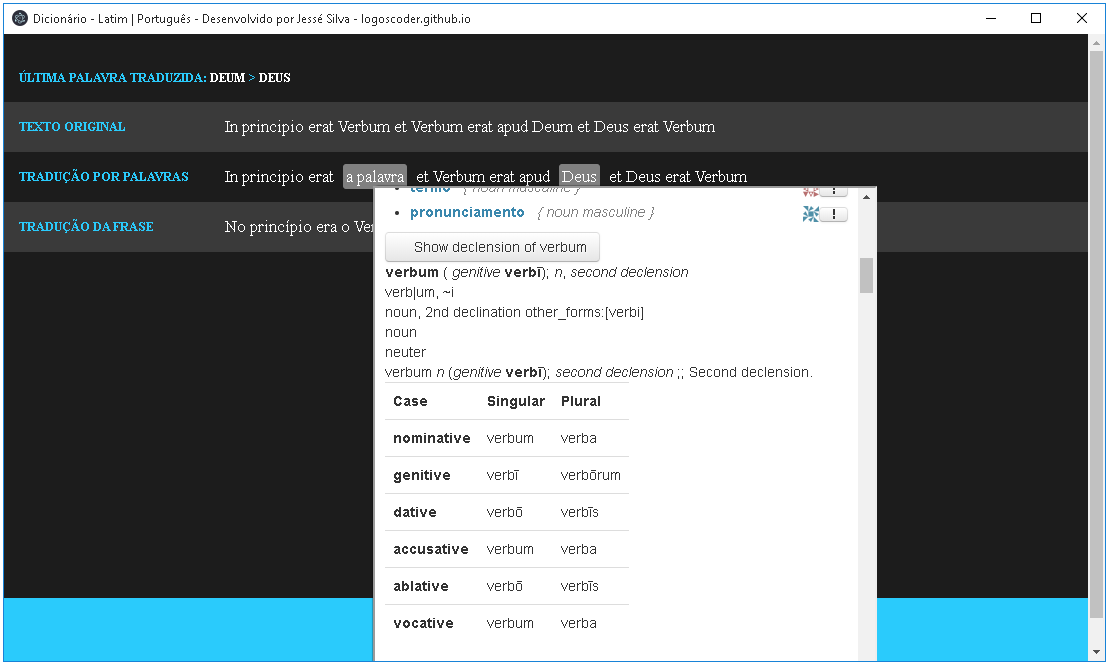 Dicionário - Latim | Português - Desenvolvido por Jessé Silva - logoscoder.github.io
ÚLTIMA PALAVRA TRADUZIDA: DEUM > DEUS
TEXTO ORIGINAL In principio erat Verbum et Verbum erat apud Deum et Deus erat Verbum
TRADUÇÃO POR PALAVRAS In principio erat a palavra et Verbum erat apud Deus et Deus erat Verbum
TRADUÇÃO DA FRASE No princípio era o Ver
termo { noun masculine } !
pronunciamento { noun masculine } !
Show declension of verbum
verbum ( genitive verbī); n, second declension
verb|um, ~i
noun, 2nd declination other_forms:[verbi]
noun
neuter
verbum n (genitive verbī); second declension ;; Second declension.
Case Singular Plural
nominative verbum verba
genitive verbī verbōrum
dative verbō verbīs
accusative verbum verba
ablative verbō verbīs
vocative verbum verba